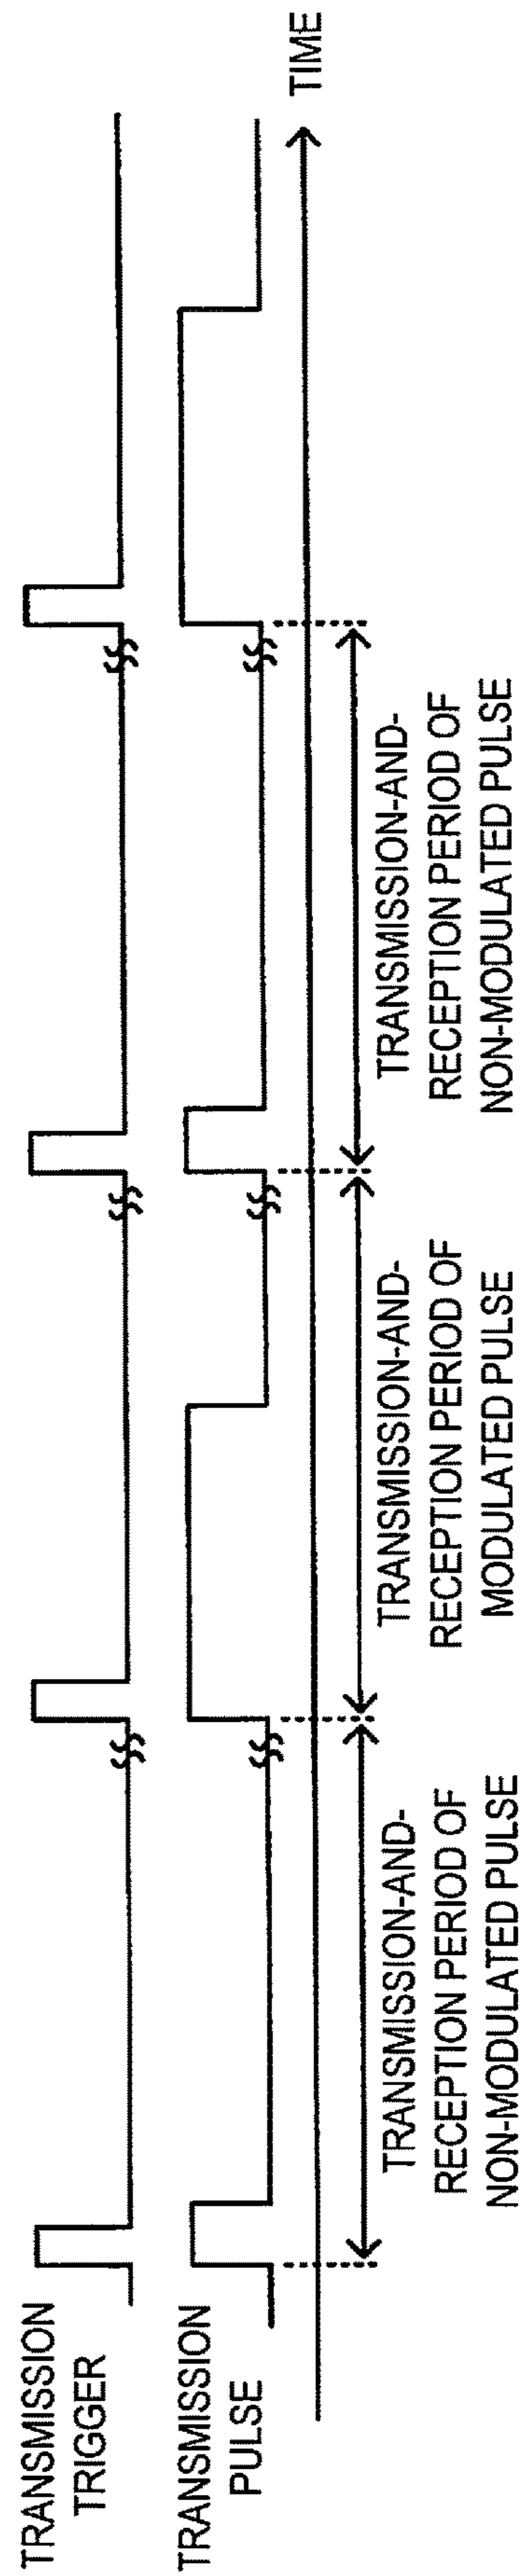 TRANSMISSION
TRIGGER
TRANSMISSION
PULSE
TIME
TRANSMISSION-AND-
RECEPTION PERIOD OF
NON-MODULATED PULSE
TRANSMISSION-AND-
RECEPTION PERIOD OF
MODULATED PULSE
TRANSMISSION-AND-
RECEPTION PERIOD OF
NON-MODULATED PULSE